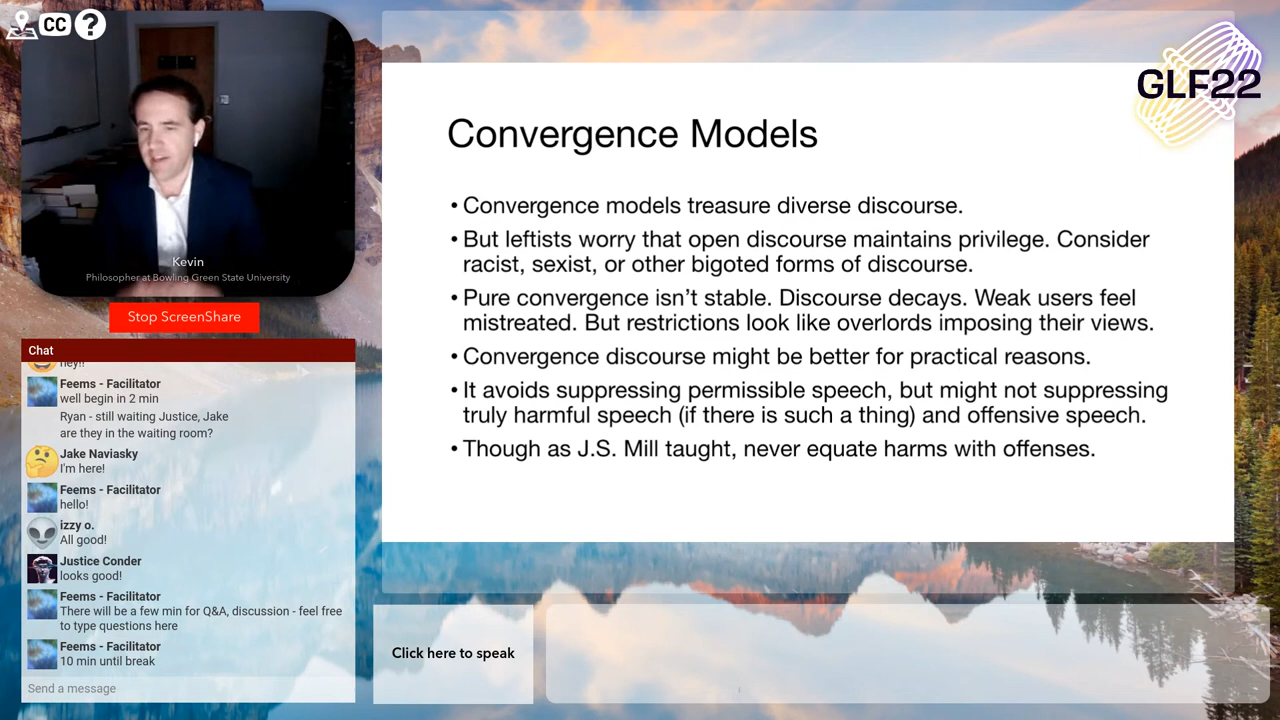 CC
?
Kevin
Philosopher at Bowling Green State University
Stop ScreenShare
Chat
hey!!
Feems - Facilitator
well begin in 2 min
Ryan - still waiting Justice, Jake
are they in the waiting room?
Jake Naviasky
I'm here!
Feems - Facilitator
hello!
izzy o.
All good!
Justice Conder
looks good!
Feems - Facilitator
There will be a few min for Q&A, discussion - feel free
to type questions here
Feems - Facilitator
10 min until break
Send a message
GLF22
Convergence Models
• Convergence models treasure diverse discourse.
• But leftists worry that open discourse maintains privilege. Consider
racist, sexist, or other bigoted forms of discourse.
• Pure convergence isn't stable. Discourse decays. Weak users feel
mistreated. But restrictions look like overlords imposing their views.
• Convergence discourse might be better for practical reasons.
• It avoids suppressing permissible speech, but might not suppressing
truly harmful speech (if there is such a thing) and offensive speech.
• Though as J.S. Mill taught, never equate harms with offenses.
Click here to speak